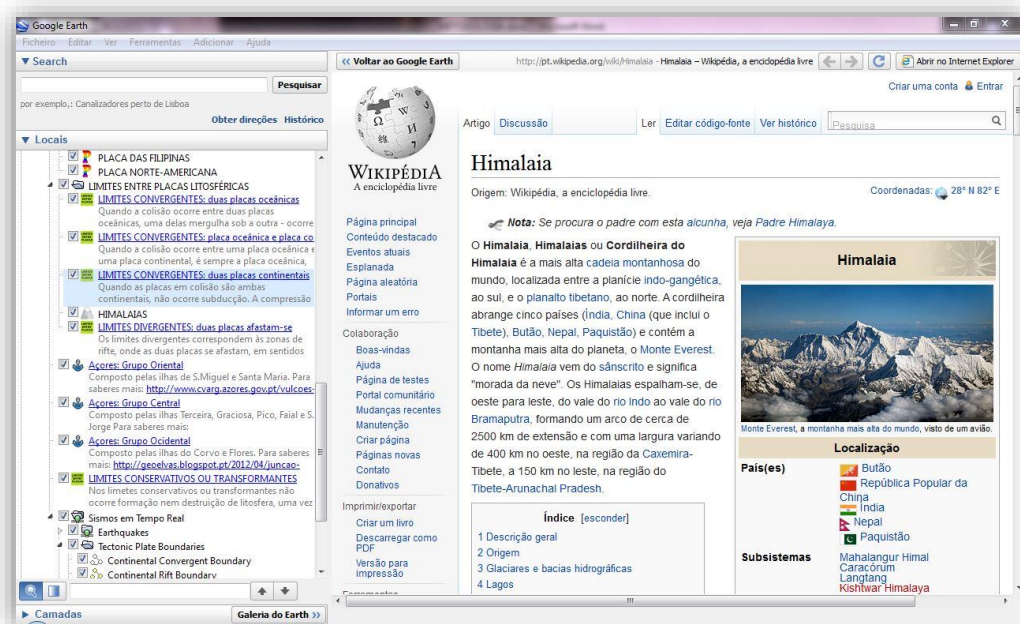 Google Earth
Ficheiro Editar Ver Ferramentas Adicionar Ajuda
▼ Search
Pesquisar
por exemplo,: Canalizadores perto de Lisboa
Obter direções Histórico
▼ Locais
PLACA DAS FILIPINAS
PLACA NORTE-AMERICANA
LIMITES ENTRE PLACAS LITOSFÉRICAS
LIMITES CONVERGENTES: duas placas oceânicas
Quando a colisão ocorre entre duas placas
oceânicas, uma delas mergulha sob a outra - ocorre
LIMITES CONVERGENTES: placa oceânica e placa co
Quando a colisão ocorre entre uma placa oceânica e
uma placa continental, é sempre a placa oceânica,
LIMITES CONVERGENTES: duas placas continentais
Quando as placas em colisão são ambas
continentais, não ocorre subducção. A compressão
HIMALAIAS
LIMITES DIVERGENTES: duas placas afastam-se
Os limites divergentes correspondem às zonas de
rifte, onde as duas placas se afastam, em sentidos
Açores: Grupo Oriental
Composto pelas ilhas de S.Miguel e Santa Maria. Para
saberes mais: http://www.cvarg.azores.gov.pt/vulcoes-
Açores: Grupo Central
Composto pelas ilhas Terceira, Graciosa, Pico, Faial e S.
Jorge Para saberes mais:
Açores: Grupo Ocidental
Composto pelas ilhas do Corvo e Flores. Para saberes
mais: http://geoelvas.blogspot.pt/2012/04/juncao-
LIMITES CONSERVATIVOS OU TRANSFORMANTES
Nos limetes conservativos ou transformantes não
ocorre formação nem destruição de litosfera, uma vez
Sismos em Tempo Real
Earthquakes
Tectonic Plate Boundaries
Continental Convergent Boundary
Continental Rift Boundary
Camadas
Galeria do Earth »
« Voltar ao Google Earth
http://pt.wikipedia.org/wiki/Himalaia - Himalaia – Wikipédia, a enciclopédia livre
Abrir no Internet Explorer
Criar uma conta Entrar
WIKIPÉDIA
A enciclopédia livre
Página principal
Conteúdo destacado
Eventos atuais
Esplanada
Página aleatória
Portais
Informar um erro
Colaboração
Boas-vindas
Ajuda
Página de testes
Portal comunitário
Mudanças recentes
Manutenção
Criar página
Páginas novas
Contato
Donativos
Imprimir/exportar
Criar um livro
Descarregar como
PDF
Versão para
impressão
Artigo Discussão
Ler Editar código-fonte Ver histórico
Pesquisa
Himalaia
Origem: Wikipédia, a enciclopédia livre.
Coordenadas: 28° N 82° E
Nota: Se procura o padre com esta alcunha, veja Padre Himalaya.
O Himalaia, Himalaias ou Cordilheira do
Himalaia é a mais alta cadeia montanhosa do
mundo, localizada entre a planície indo-gangética,
ao sul, e o planalto tibetano, ao norte. A cordilheira
abrange cinco países (Índia, China (que inclui o
Tibete), Butão, Nepal, Paquistão) e contém a
montanha mais alta do planeta, o Monte Everest.
O nome Himalaia vem do sânscrito e significa
"morada da neve". Os Himalaias espalham-se, de
oeste para leste, do vale do rio Indo ao vale do rio
Bramaputra, formando um arco de cerca de
2500 km de extensão e com uma largura variando
de 400 km no oeste, na região da Caxemira-
Tibete, a 150 km no leste, na região do
Tibete-Arunachal Pradesh.
Índice [esconder]
1 Descrição geral
2 Origem
3 Glaciares e bacias hidrográficas
4 Lagos
Himalaia
Monte Everest, a montanha mais alta do mundo, visto de um avião.
Localização
País(es)
Butão
República Popular da
China
Índia
Nepal
Paquistão
Subsistemas
Mahalangur Himal
Caracórum
Langtang
Kishtwar Himalaya